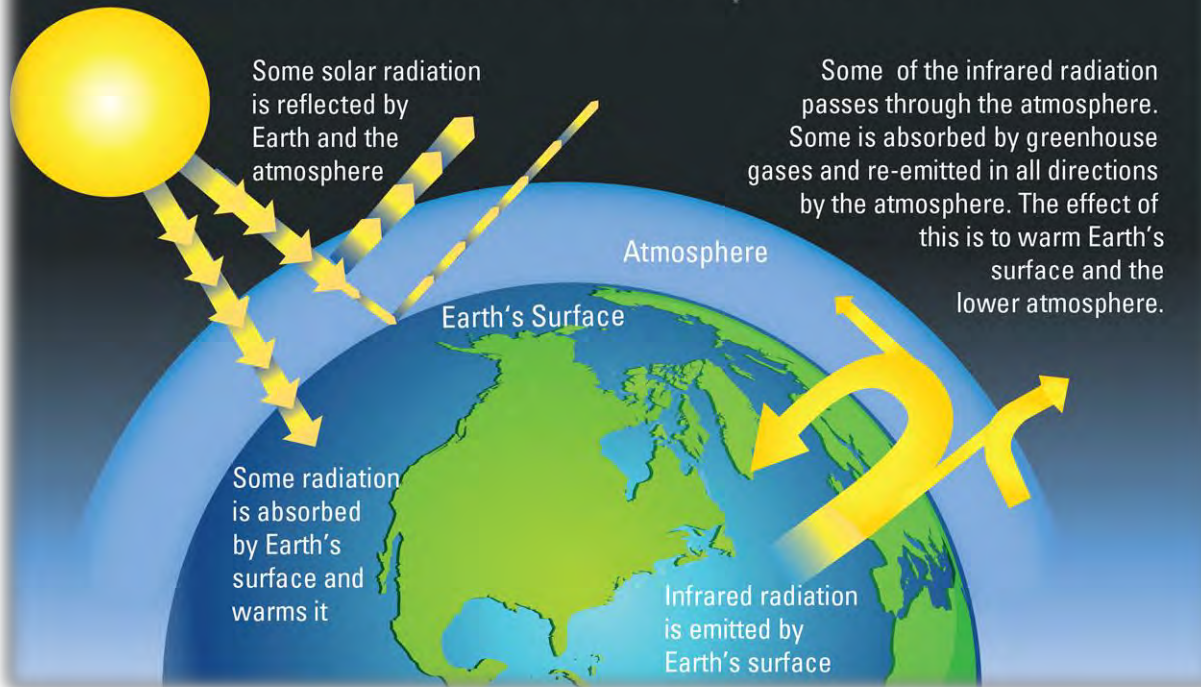 Some solar radiation
is reflected by
Earth and the
atmosphere
Some  of the infrared radiation
passes through the atmosphere.
Some is absorbed by greenhouse
gases and re-emitted in all directions
by the atmosphere. The effect of
this is to warm Earth's
surface and the
lower atmosphere.
Atmosphere
Earth‘s Surface
Some radiation
is absorbed
by Earth's
surface and
warms it
Infrared radiation
is emitted by
Earth's surface